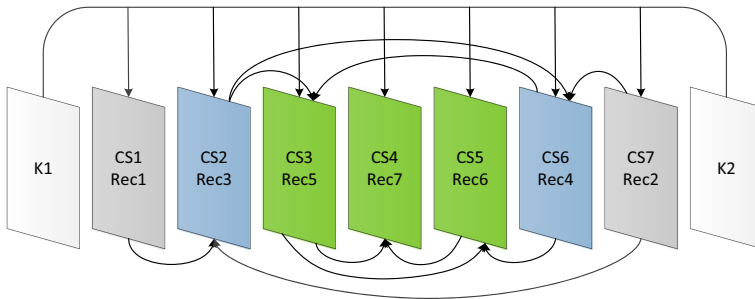 K1
CS1
Rec1
CS2
Rec3
CS3
Rec5
CS4
Rec7
CS5
Rec6
CS6
Rec4
CS7
Rec2
K2